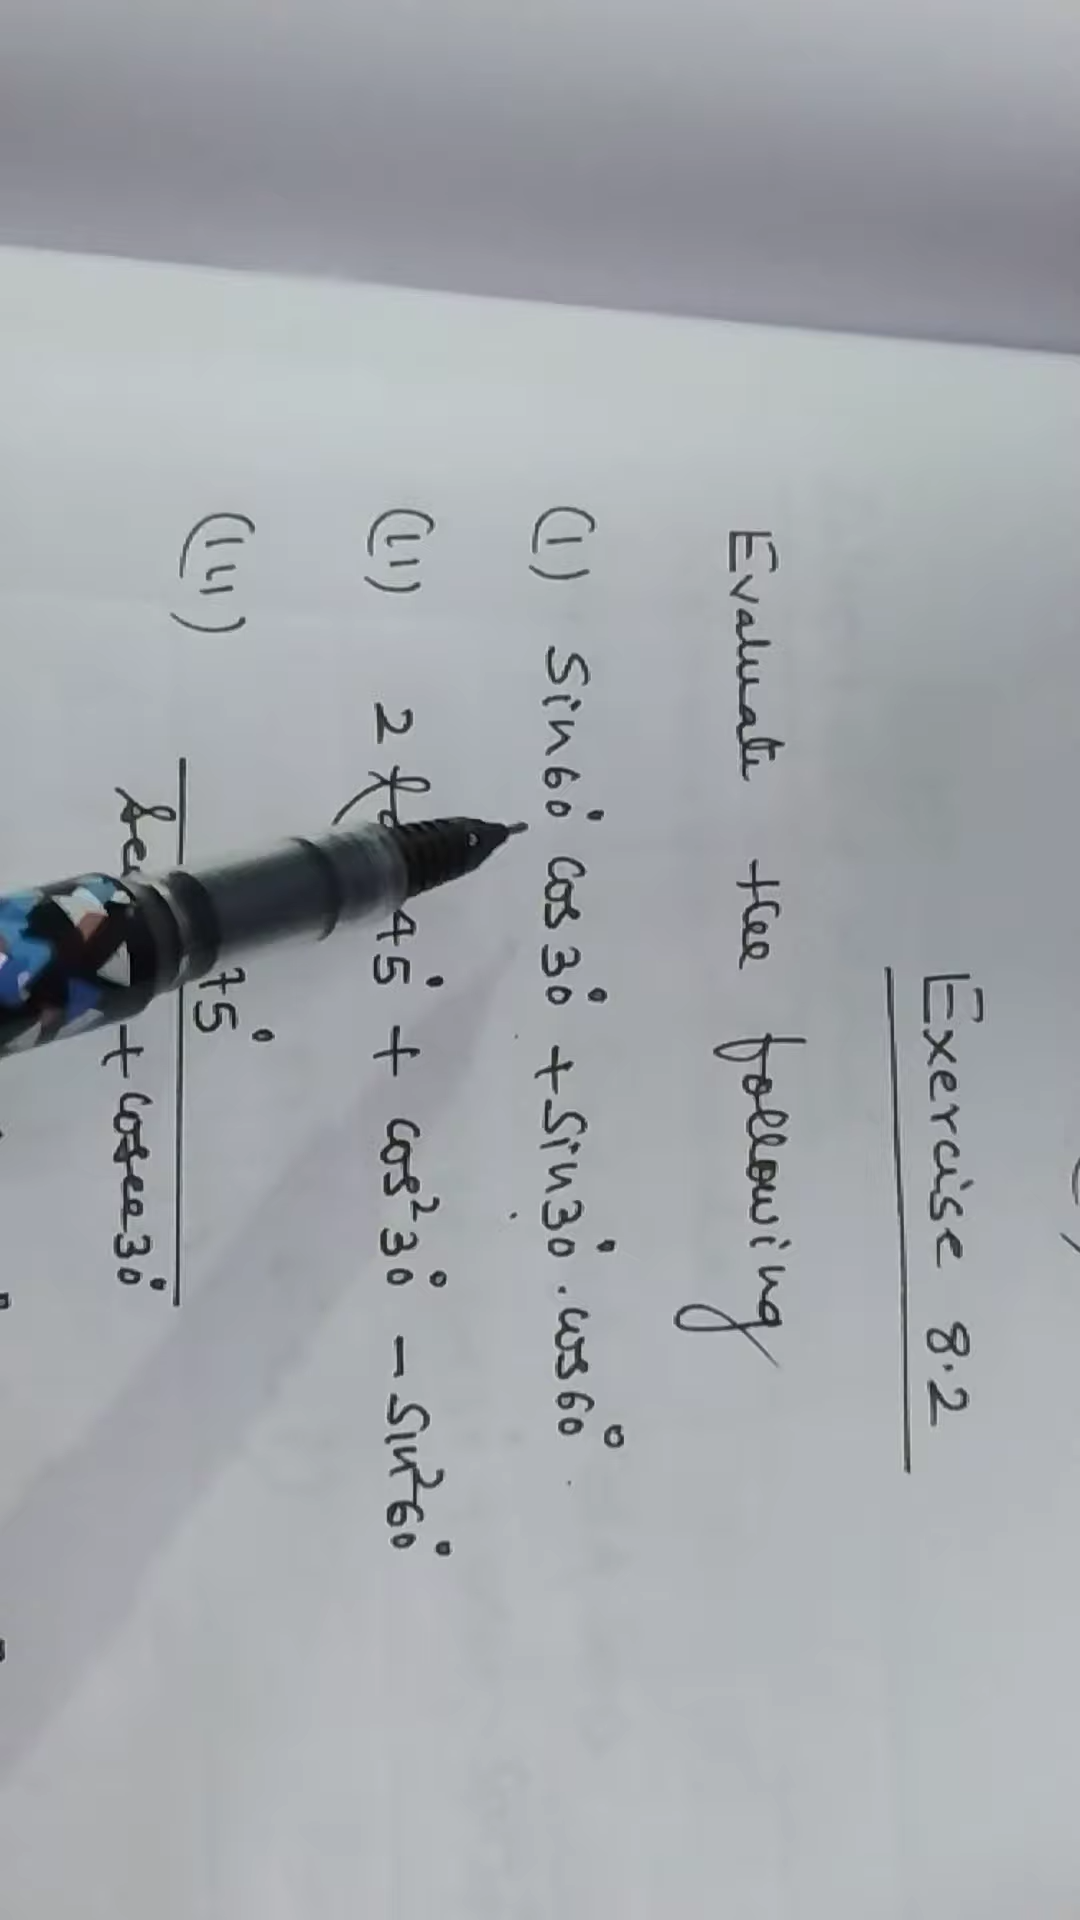 Exercise 8.2
Evaluate the following
(i) Sin60° cos30° + Sin30° . cos60°
(ii) 2 45° + cos²30° - Sin²60°
(iii) 45°
+ cosec30°